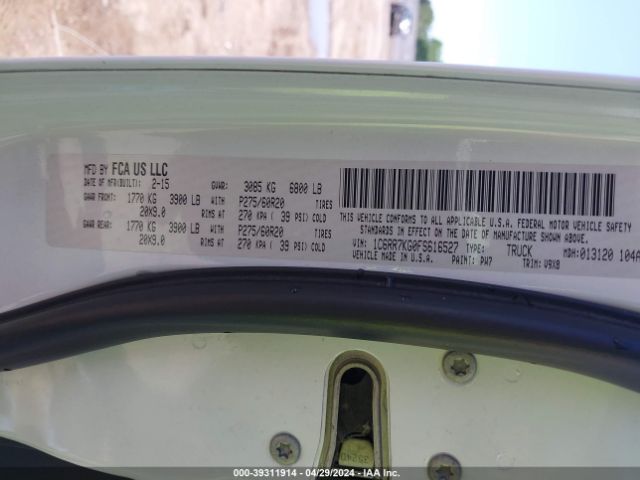 MFD BY FCA US LLC
DATE OF MFR(BUILT): 2-15 GVWR: 3085 KG 6800 LB
GAWR FRONT: 1770 KG 3900 LB WITH P275/60R20 TIRES
20X9.0 RIMS AT 270 KPA ( 39 PSI) COLD
GAWR REAR: 1770 KG 3900 LB WITH P275/60R20 TIRES
20X9.0 RIMS AT 270 KPA ( 39 PSI) COLD
THIS VEHICLE CONFORMS TO ALL APPLICABLE U.S.A. FEDERAL MOTOR VEHICLE SAFETY
STANDARDS IN EFFECT ON THE DATE OF MANUFACTURE SHOWN ABOVE.
VIN: 1C6RR7KG0FS616527 TYPE: TRUCK MDH:013120 104A
VEHICLE MADE IN U.S.A. PAINT: PW7 TRIM: V9X8
000-39311914 - 04/29/2024 - IAA Inc.